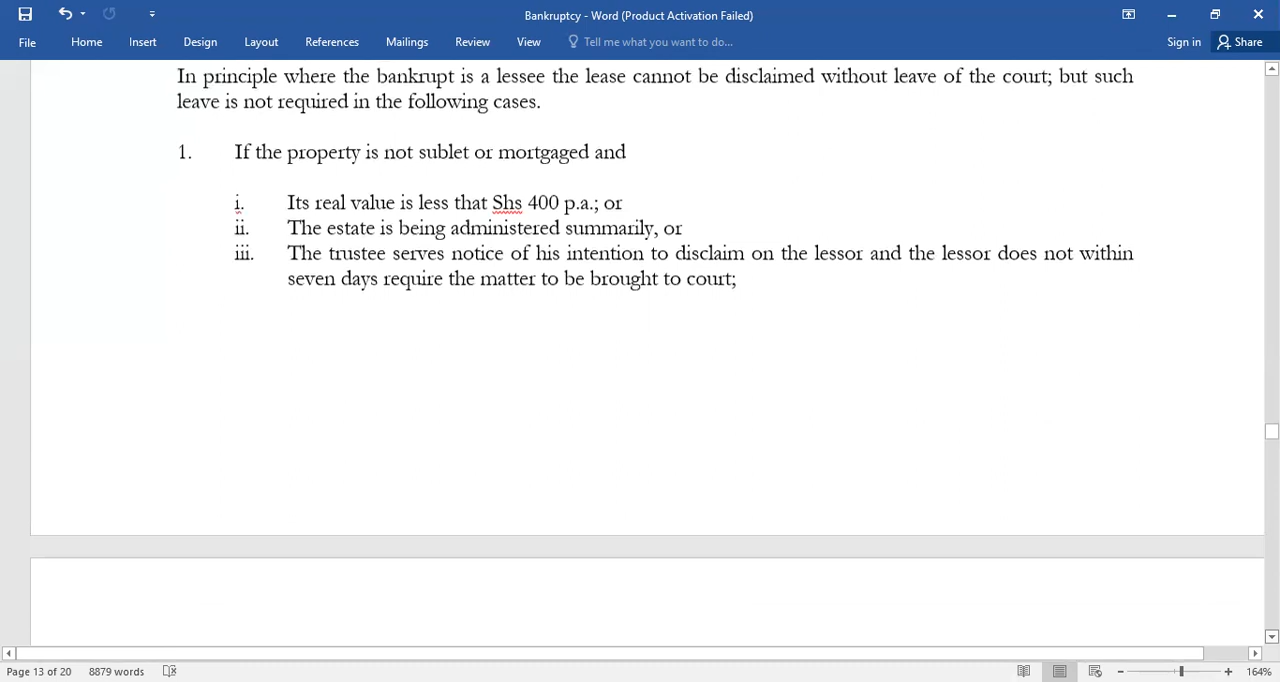 Bankruptcy - Word (Product Activation Failed)
File Home Insert Design Layout References Mailings Review View Tell me what you want to do... Sign in Share
In principle where the bankrupt is a lessee the lease cannot be disclaimed without leave of the court; but such
leave is not required in the following cases.
1. If the property is not sublet or mortgaged and
i. Its real value is less that Shs 400 p.a.; or
ii. The estate is being administered summarily, or
iii. The trustee serves notice of his intention to disclaim on the lessor and the lessor does not within
seven days require the matter to be brought to court;
Page 13 of 20 8879 words 164%